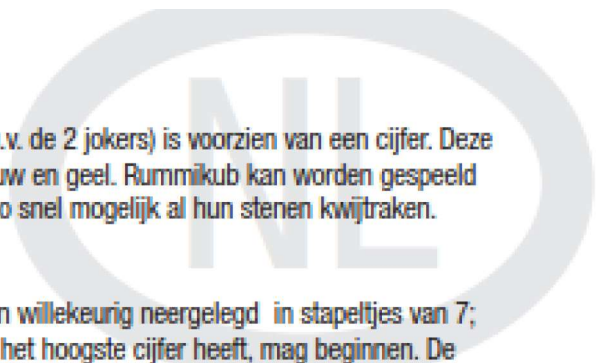 NL
.v. de 2 jokers) is voorzien van een cijfer. Deze
uw en geel. Rummikub kan worden gespeeld
o snel mogelijk al hun stenen kwijtraken.
n willekeurig neergelegd in stapeltjes van 7;
het hoogste cijfer heeft, mag beginnen. De